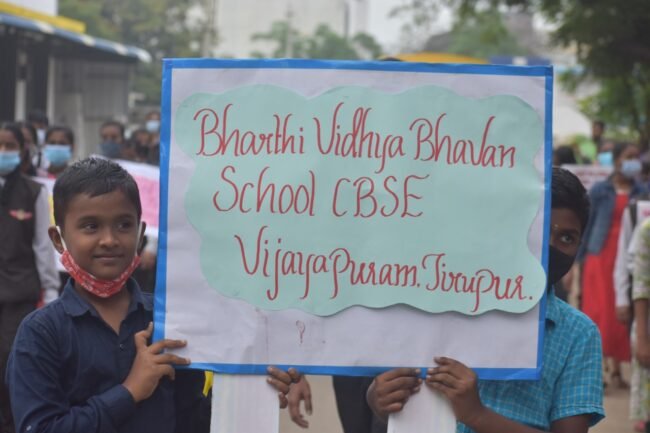 Bharthi Vidhya Bhavan
School CBSE
Vijayapuram. Tirupur.